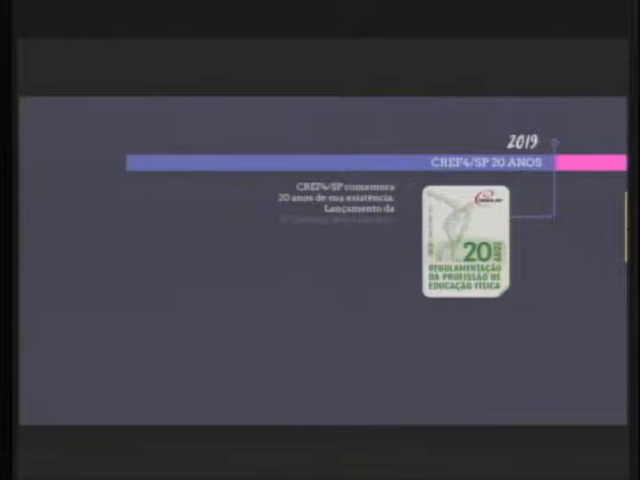 2019
CREF4/SP 20 ANOS
CREF4/SP comemora
20 anos de sua existência.
Lançamento da
20 ANOS
REGULAMENTAÇÃO
DA PROFISSÃO DE
EDUCAÇÃO FÍSICA